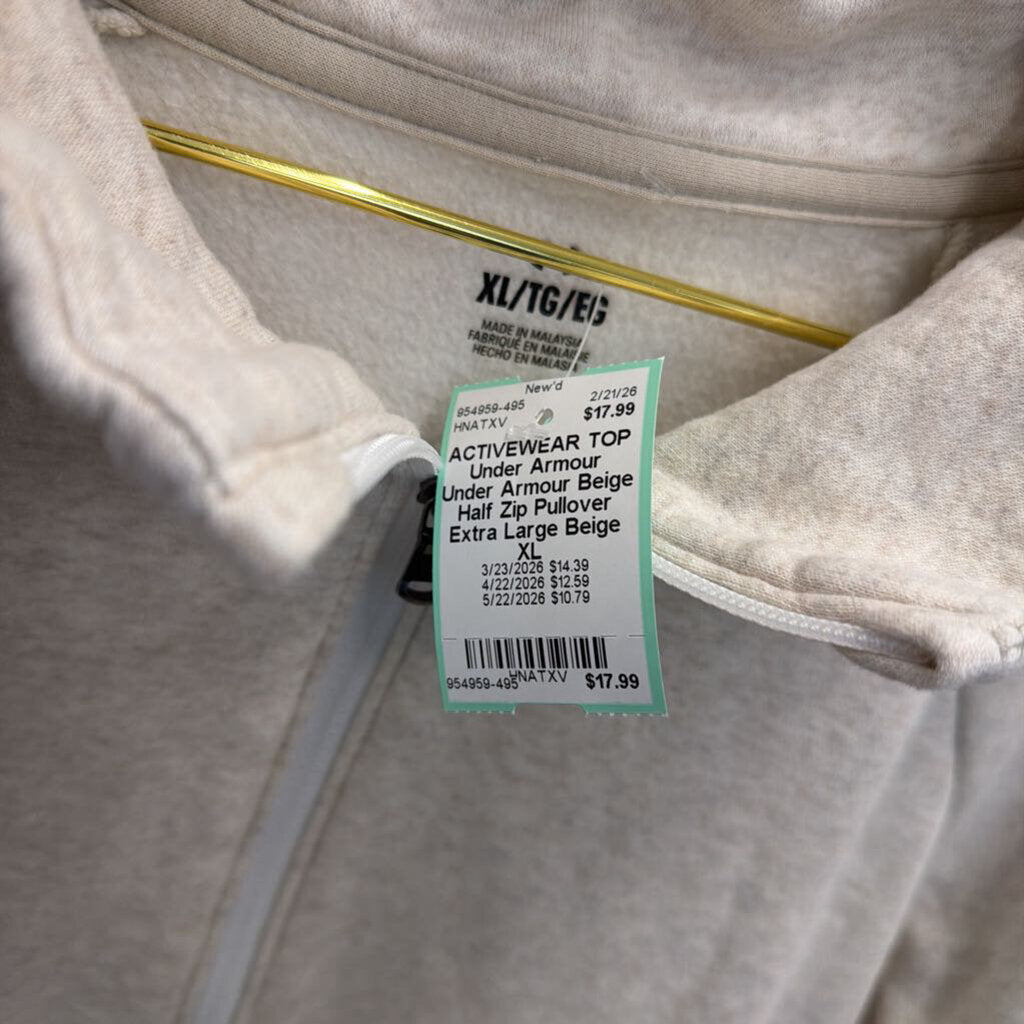 XL/TG/EG
MADE IN MALAYSIA
FABRIQUÉ EN MALAISIE
HECHO EN MALASIA
New'd
954959-495 2/21/26
HNATXV $17.99
ACTIVEWEAR TOP
Under Armour
Under Armour Beige
Half Zip Pullover
Extra Large Beige
XL
3/23/2026 $14.39
4/22/2026 $12.59
5/22/2026 $10.79
954959-495 HNATXV $17.99